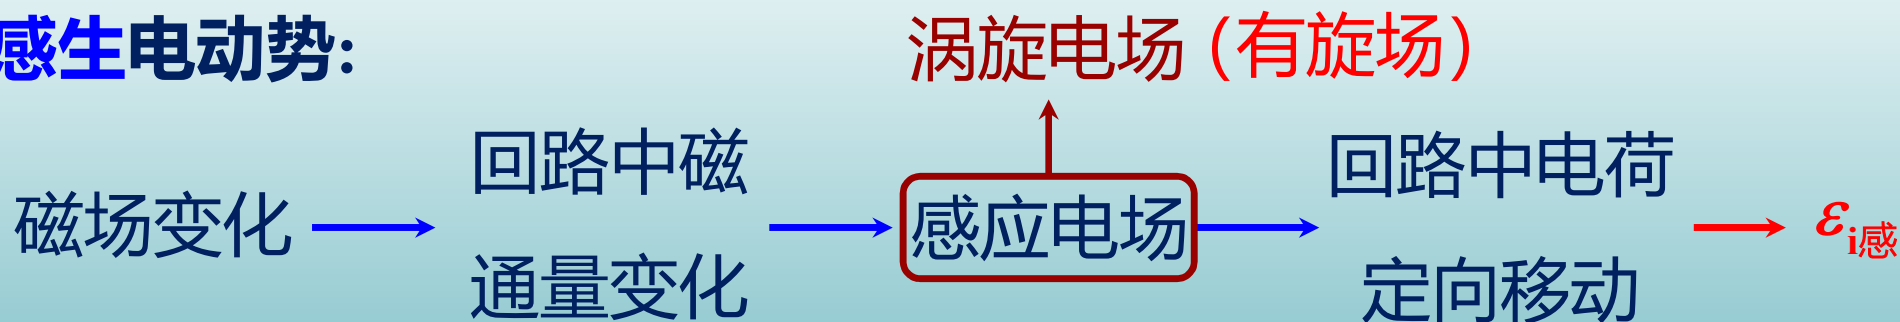 感生电动势:
涡旋电场(有旋场)
磁场变化
回路中磁
通量变化
感应电场
回路中电荷
定向移动
εi感